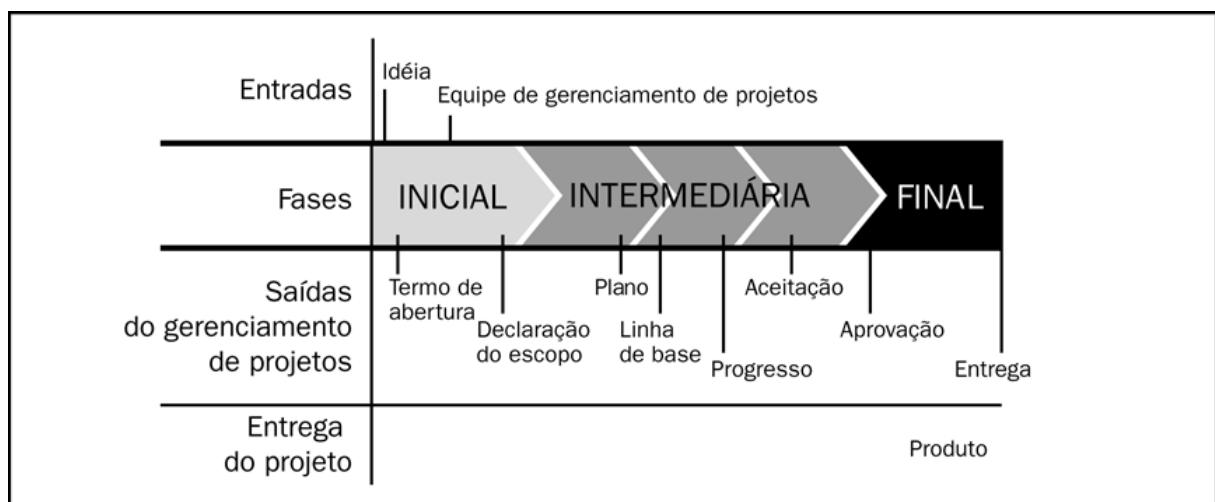 Entradas
Idéia
Equipe de gerenciamento de projetos
Fases
INICIAL
INTERMEDIÁRIA
FINAL
Saídas
do gerenciamento
de projetos
Termo de
abertura
Declaração
do escopo
Plano
Linha
de base
Progresso
Aceitação
Aprovação
Entrega
Entrega
do projeto
Produto